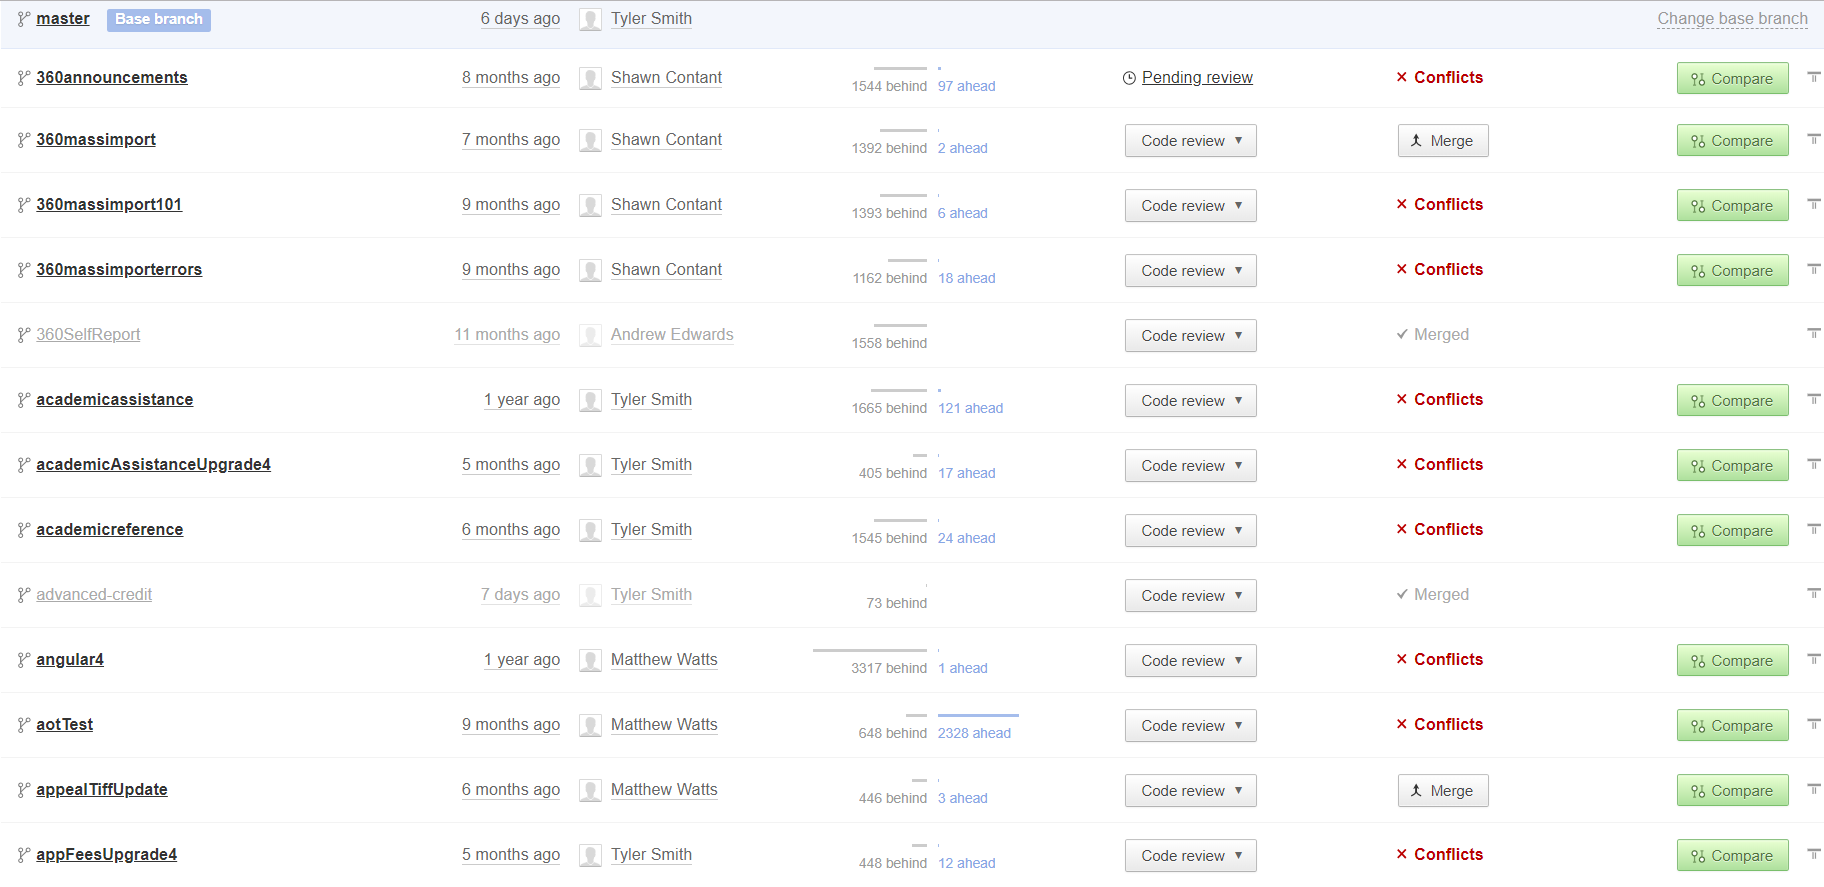 master Base branch 6 days ago Tyler Smith Change base branch
360announcements 8 months ago Shawn Contant 1544 behind 97 ahead Pending review Conflicts Compare
360massimport 7 months ago Shawn Contant 1392 behind 2 ahead Code review Merge Compare
360massimport101 9 months ago Shawn Contant 1393 behind 6 ahead Code review Conflicts Compare
360massimporterrors 9 months ago Shawn Contant 1162 behind 18 ahead Code review Conflicts Compare
360SelfReport 11 months ago Andrew Edwards 1558 behind Code review Merged
academicassistance 1 year ago Tyler Smith 1665 behind 121 ahead Code review Conflicts Compare
academicAssistanceUpgrade4 5 months ago Tyler Smith 405 behind 17 ahead Code review Conflicts Compare
academicreference 6 months ago Tyler Smith 1545 behind 24 ahead Code review Conflicts Compare
advanced-credit 7 days ago Tyler Smith 73 behind Code review Merged
angular4 1 year ago Matthew Watts 3317 behind 1 ahead Code review Conflicts Compare
aotTest 9 months ago Matthew Watts 648 behind 2328 ahead Code review Conflicts Compare
appealTiffUpdate 6 months ago Matthew Watts 446 behind 3 ahead Code review Merge Compare
appFeesUpgrade4 5 months ago Tyler Smith 448 behind 12 ahead Code review Conflicts Compare